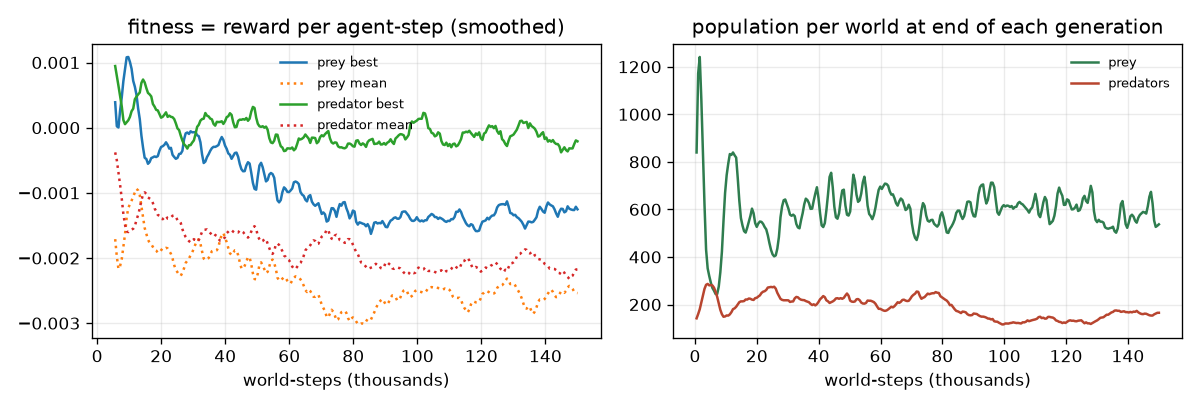 fitness = reward per agent-step (smoothed)
prey best
prey mean
predator best
predator mean
0.001
0.000
−0.001
−0.001
−0.002
−0.003
0
20
40
60
80
100
120
140
world-steps (thousands)
population per world at end of each generation
prey
predators
1200
1000
800
600
400
200
0
20
40
60
80
100
120
140
world-steps (thousands)